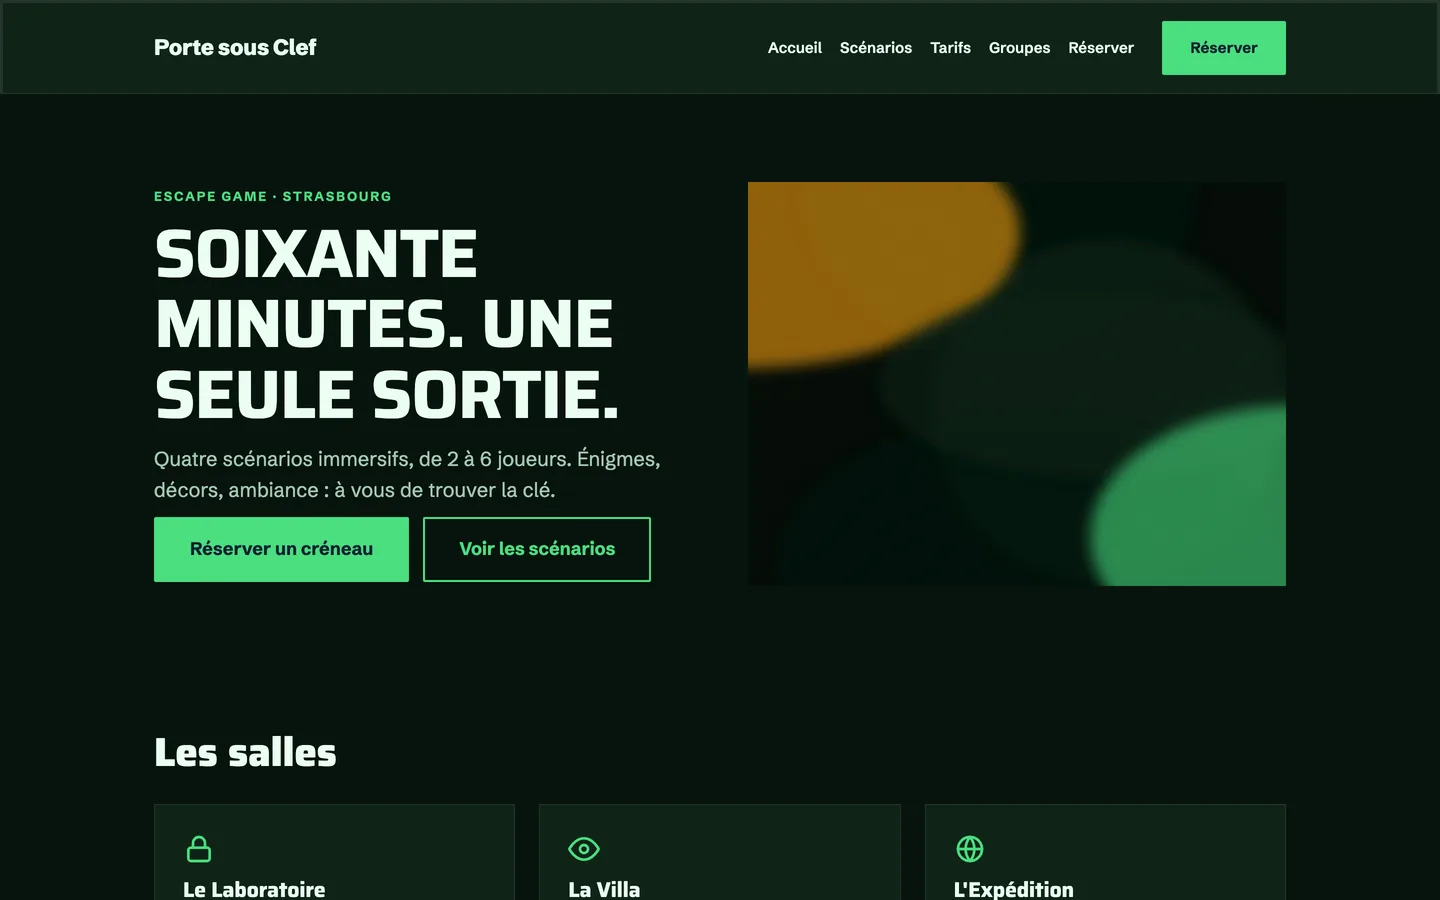 Porte sous Clef
Accueil Scénarios Tarifs Groupes Réserver Réserver
ESCAPE GAME · STRASBOURG
SOIXANTE
MINUTES. UNE
SEULE SORTIE.
Quatre scénarios immersifs, de 2 à 6 joueurs. Énigmes,
décors, ambiance : à vous de trouver la clé.
Réserver un créneau Voir les scénarios
Les salles
Le Laboratoire La Villa L'Expédition